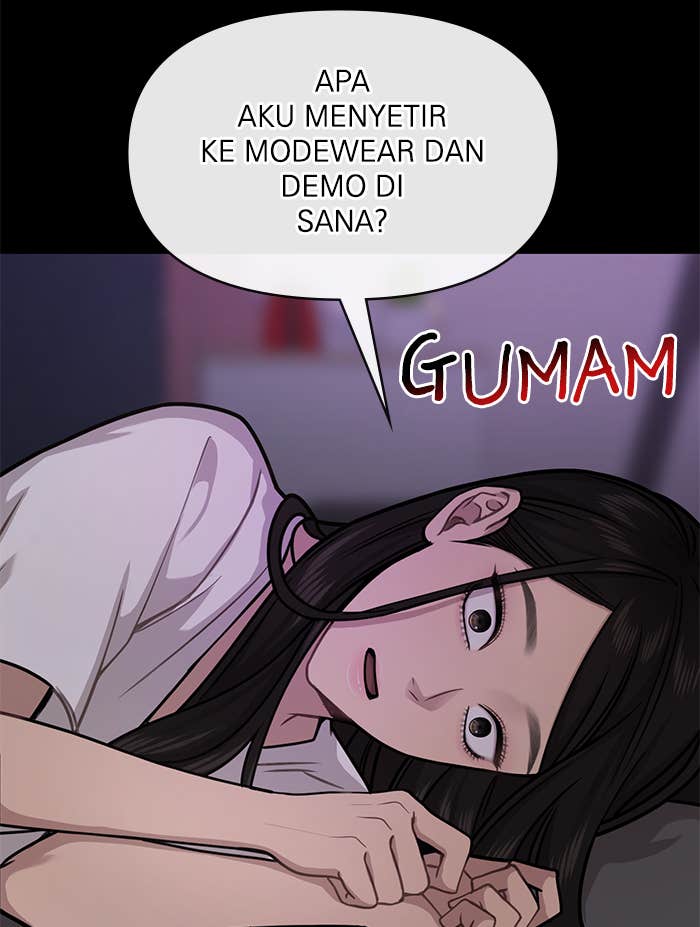 APA
AKU MENYETIR
KE MODEWEAR DAN
DEMO DI
SANA?
GUMAM